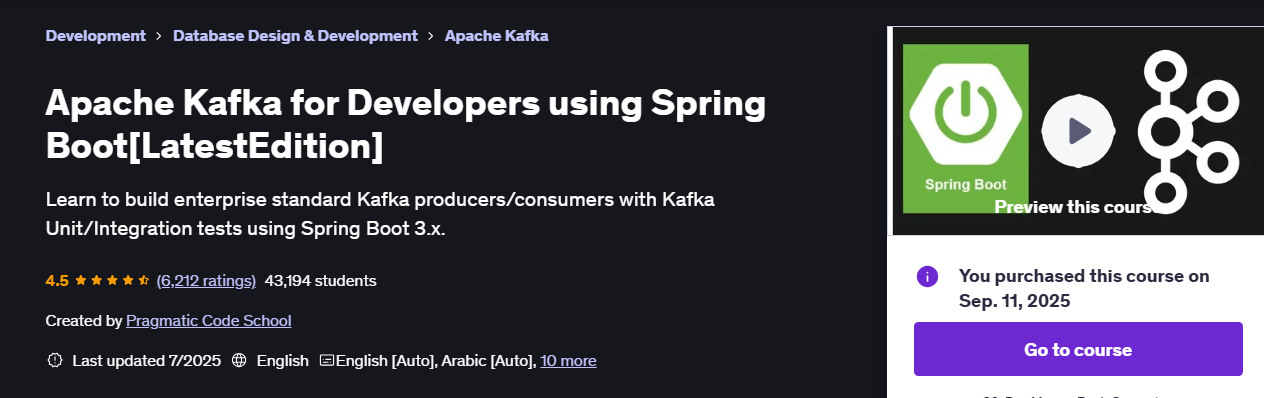 Development > Database Design & Development > Apache Kafka
Apache Kafka for Developers using Spring
Boot[LatestEdition]
Learn to build enterprise standard Kafka producers/consumers with Kafka
Unit/Integration tests using Spring Boot 3.x.
4.5 (6,212 ratings) 43,194 students
Created by Pragmatic Code School
Last updated 7/2025 English English [Auto], Arabic [Auto], 10 more
Spring Boot
Preview this course
You purchased this course on
Sep. 11, 2025
Go to course